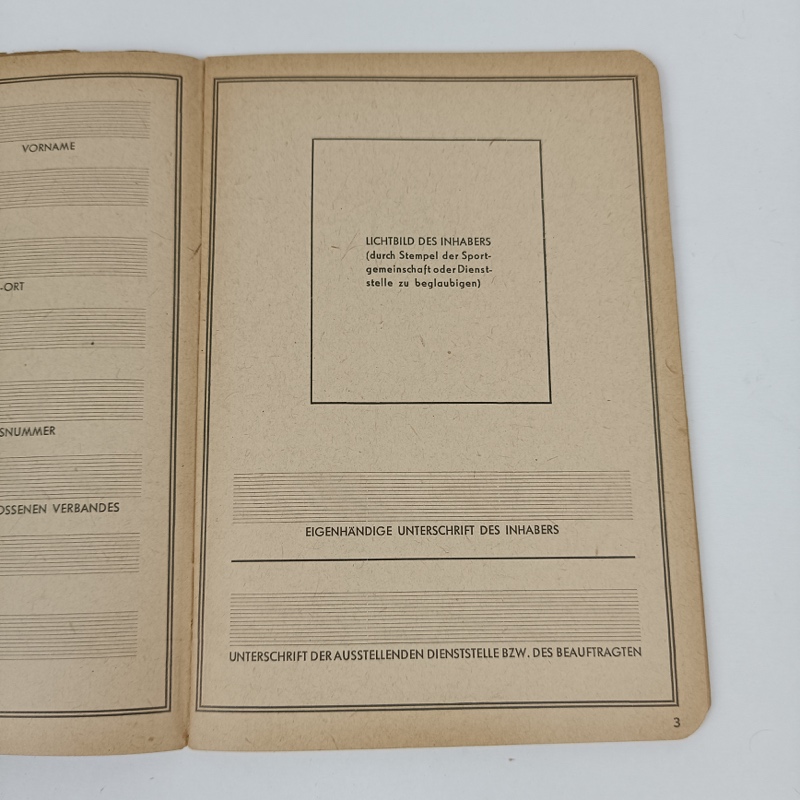 VORNAME
-ORT
SNUMMER
OSSENEN VERBANDES
LICHTBILD DES INHABERS
(durch Stempel der Sport-
gemeinschaft oder Dienst-
stelle zu beglaubigen)
EIGENHÄNDIGE UNTERSCHRIFT DES INHABERS
UNTERSCHRIFT DER AUSSTELLENDEN DIENSTSTELLE BZW. DES BEAUFTRAGTEN
3